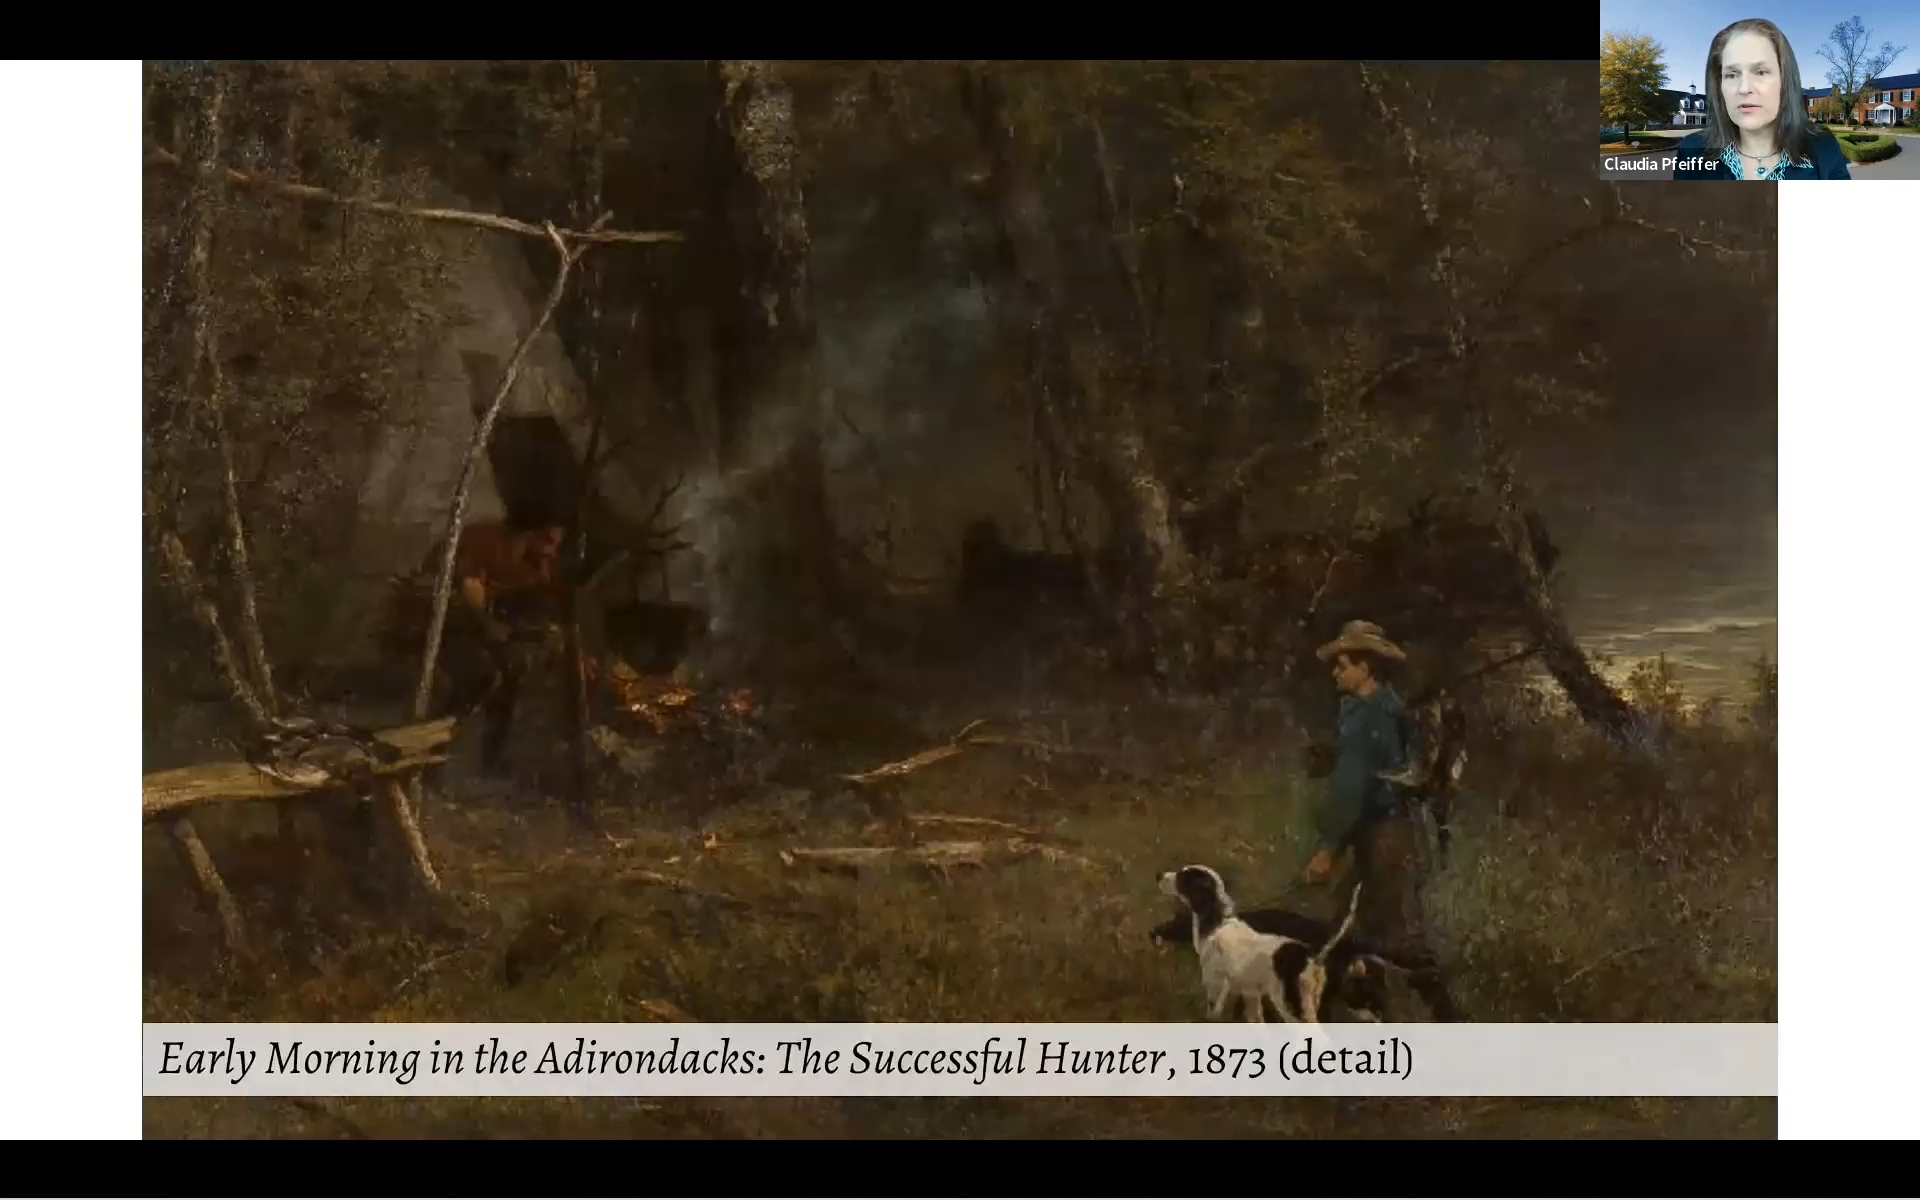 Claudia Pfeiffer
Early Morning in the Adirondacks: The Successful Hunter, 1873 (detail)